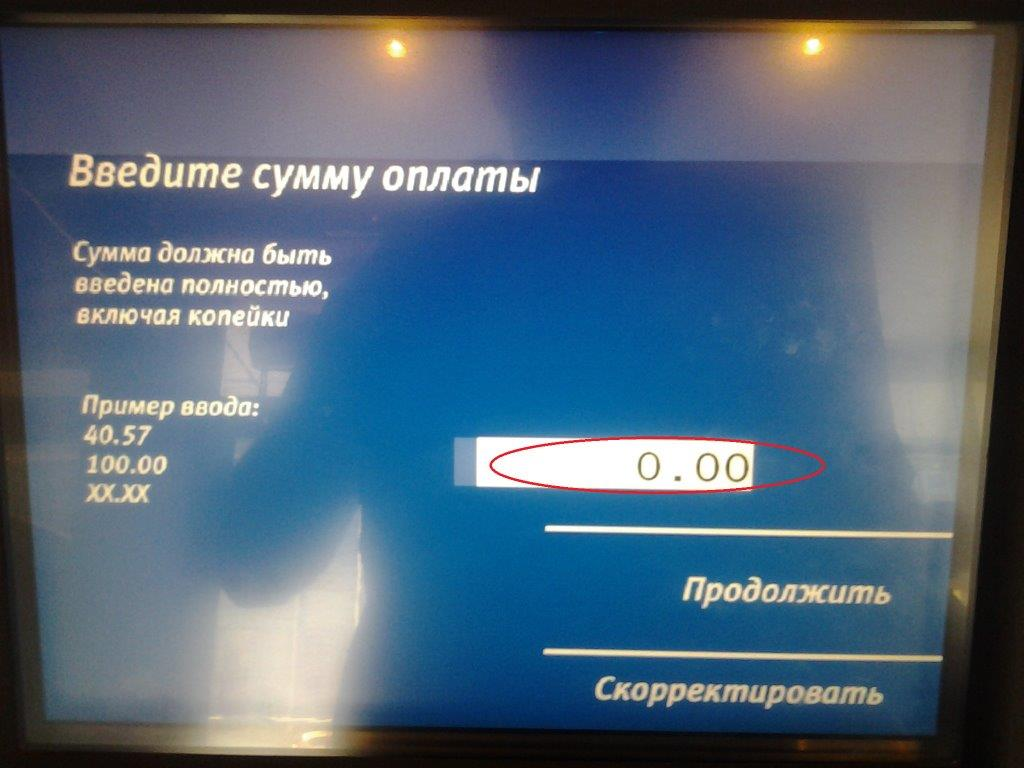 Введите сумму оплаты
Сумма должна быть
введена полностью,
включая копейки
Пример ввода:
40.57
100.00
XX.XX
0.00
Продолжить
Скорректировать